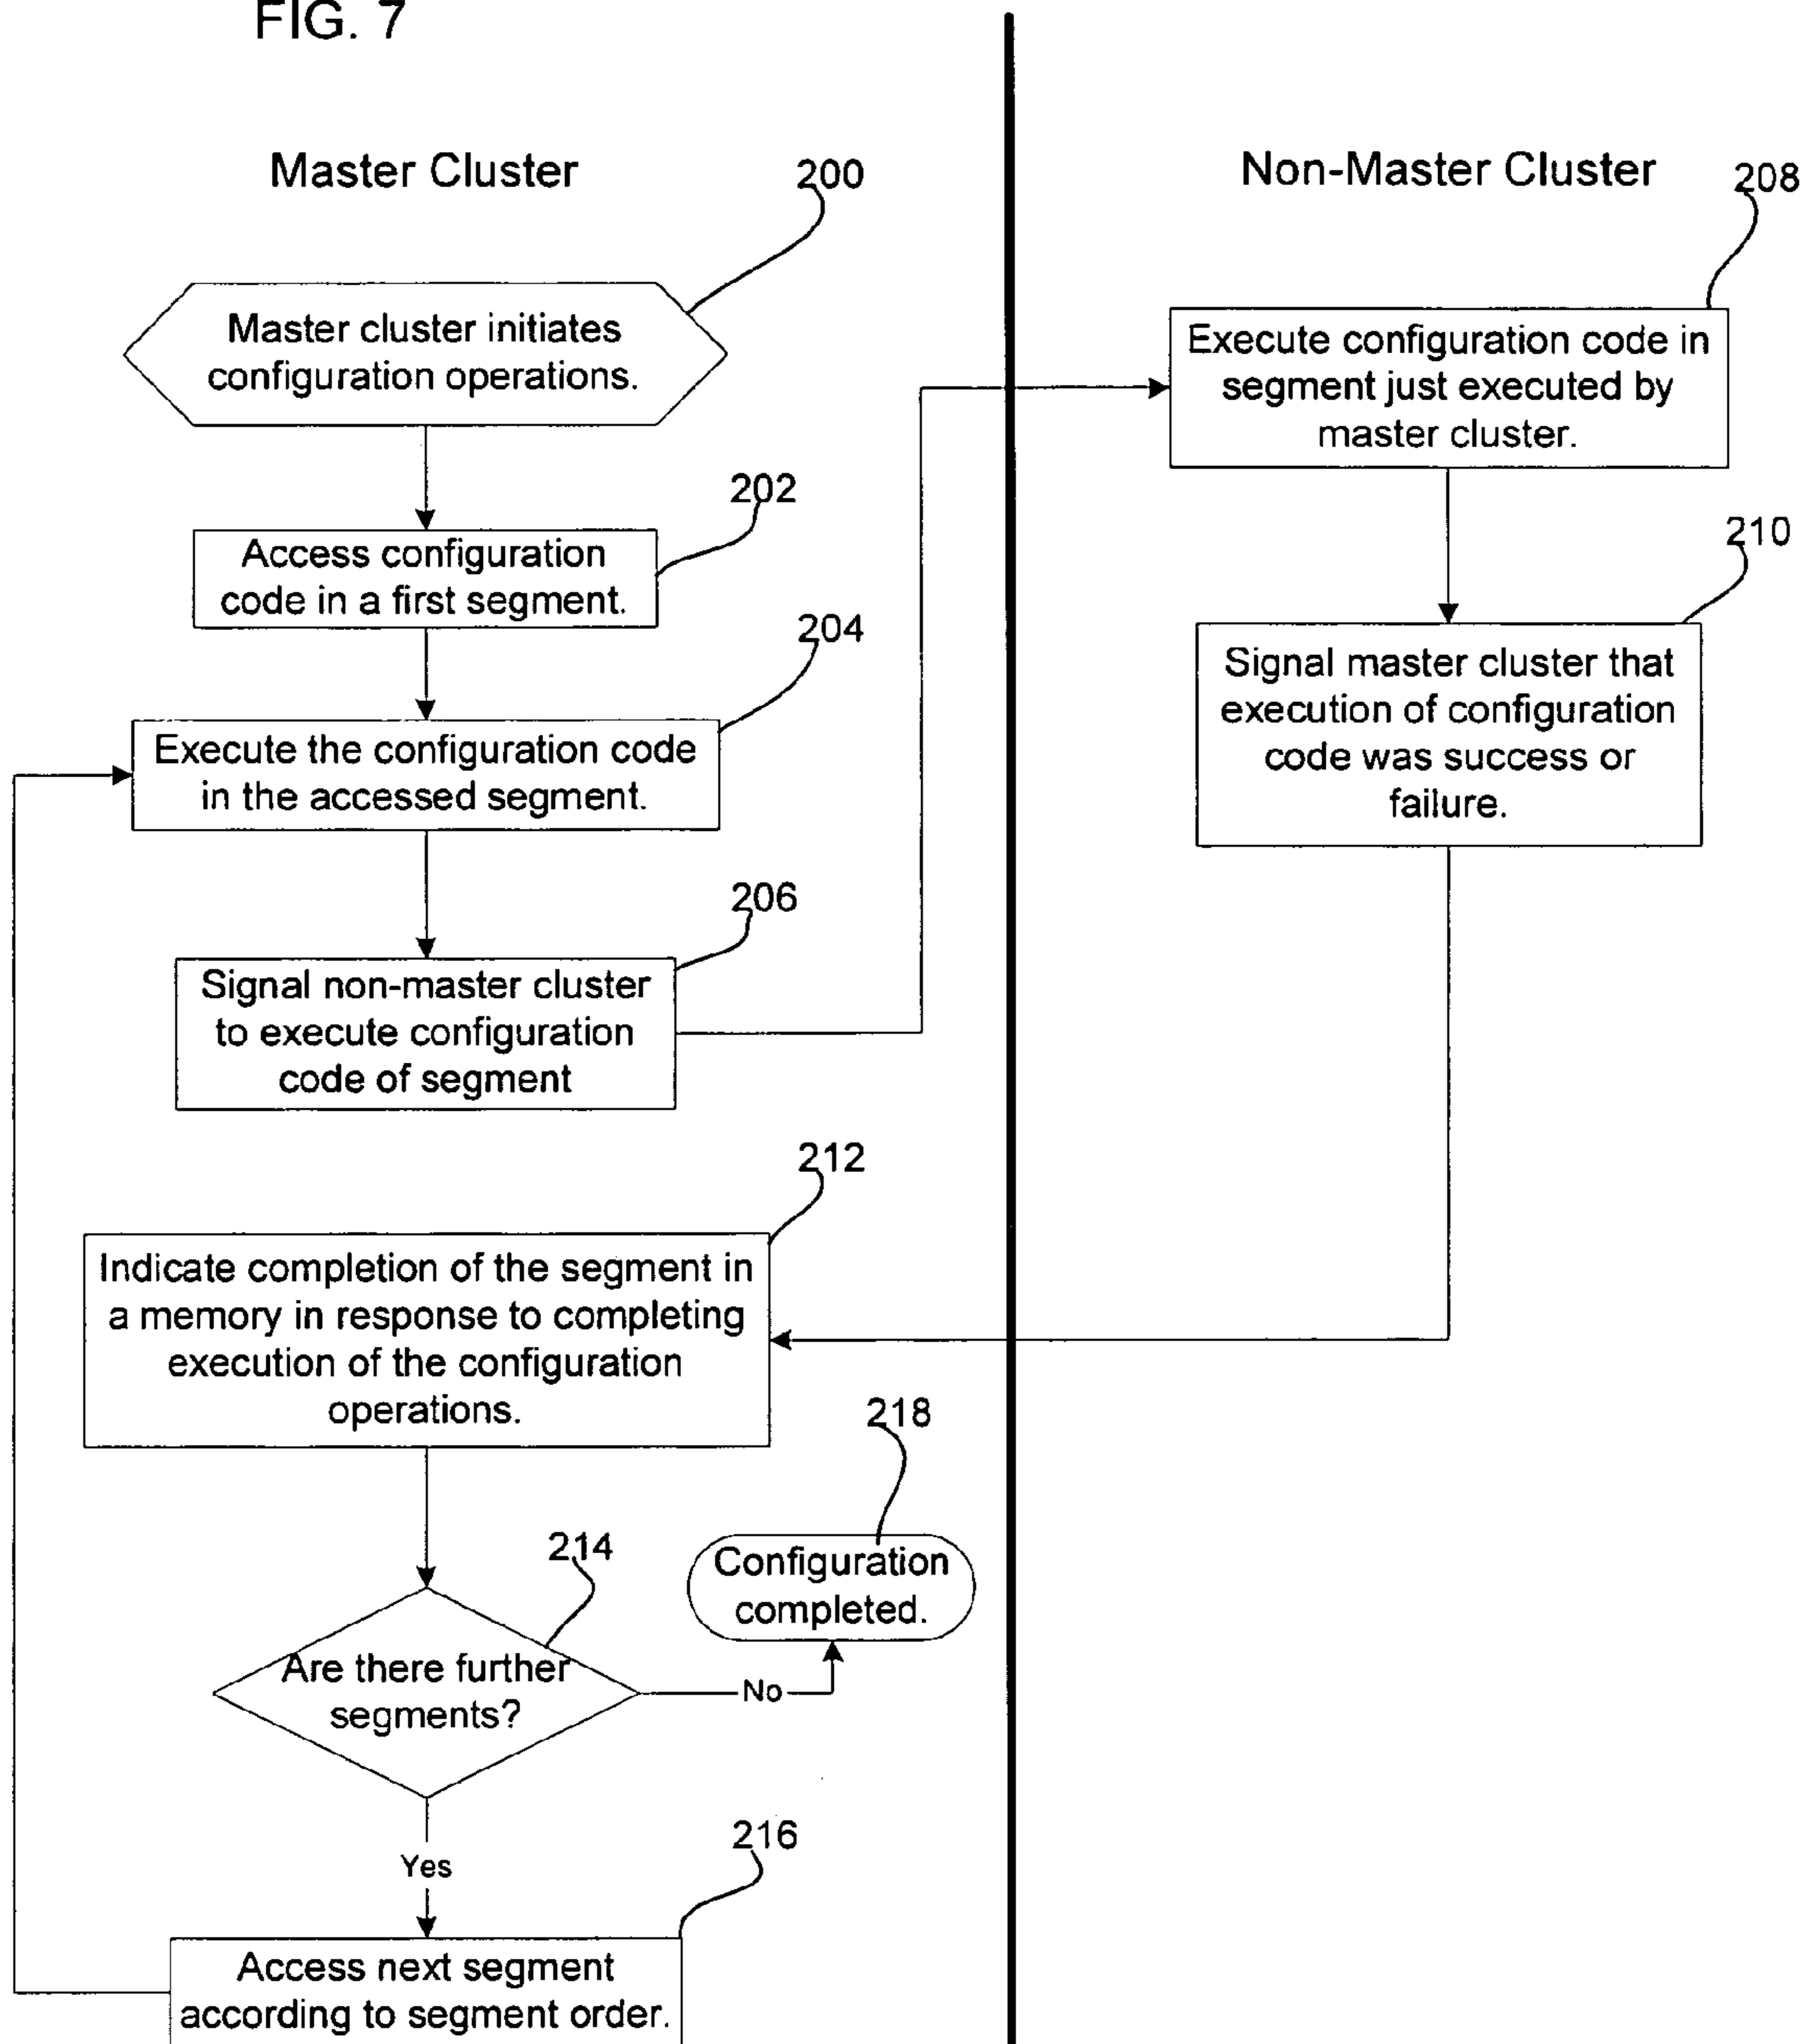 FIG. 7
Master Cluster
200
Master cluster initiates
configuration operations.
202
Access configuration
code in a first segment.
204
Execute the configuration code
in the accessed segment.
206
Signal non-master cluster
to execute configuration
code of segment
Non-Master Cluster
208
Execute configuration code in
segment just executed by
master cluster.
210
Signal master cluster that
execution of configuration
code was success or
failure.
212
Indicate completion of the segment in
a memory in response to completing
execution of the configuration
operations.
214
Are there further
segments?
No
218
Configuration
completed.
Yes
216
Access next segment
according to segment order.